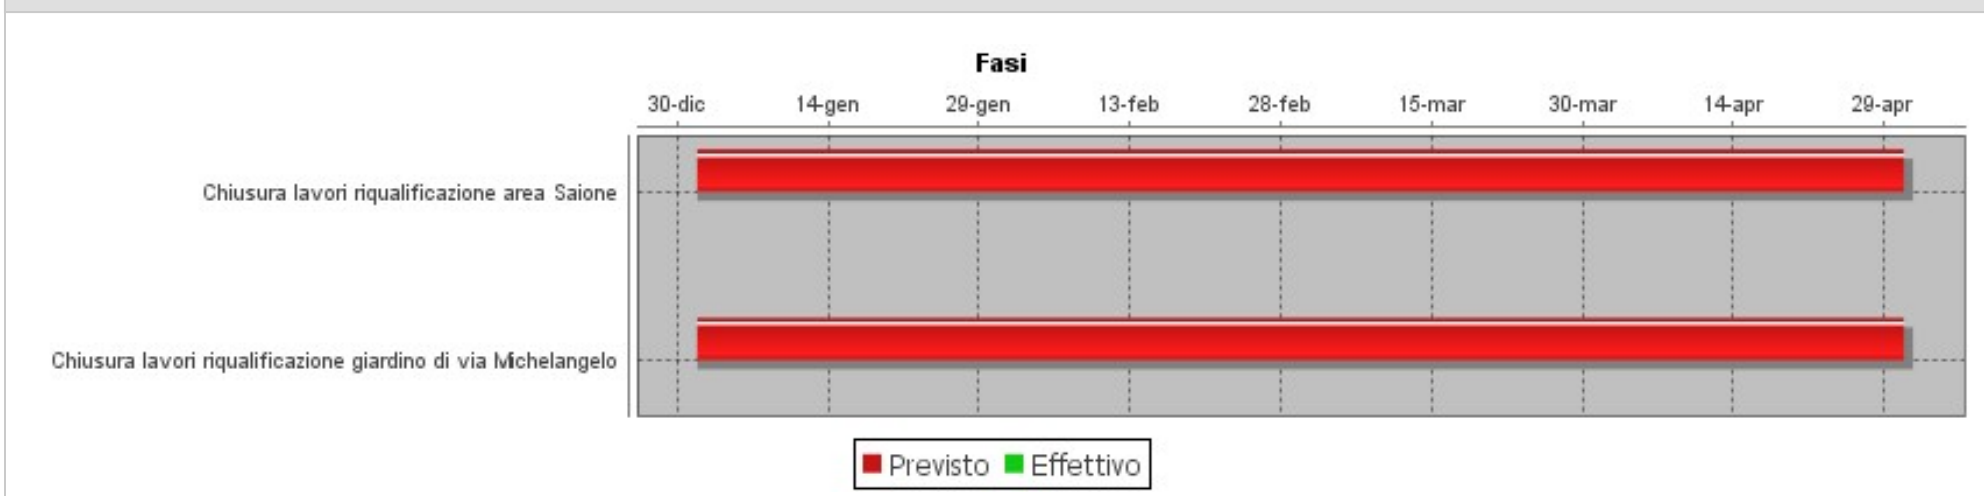 Fasi
30-dic 14-gen 29-gen 13-feb 28-feb 15-mar 30-mar 14-apr 29-apr
Chiusura lavori riqualificazione area Saione
Chiusura lavori riqualificazione giardino di via Michelangelo
Previsto Effettivo